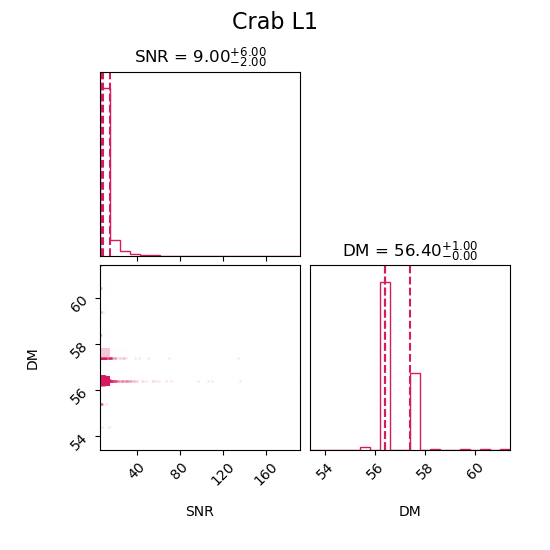 Crab L1
SNR = 9.00+6.00−2.00
DM = 56.40+1.00−0.00
60
58
56
54
DM
40 80 120 160
54 56 58 60
SNR
DM